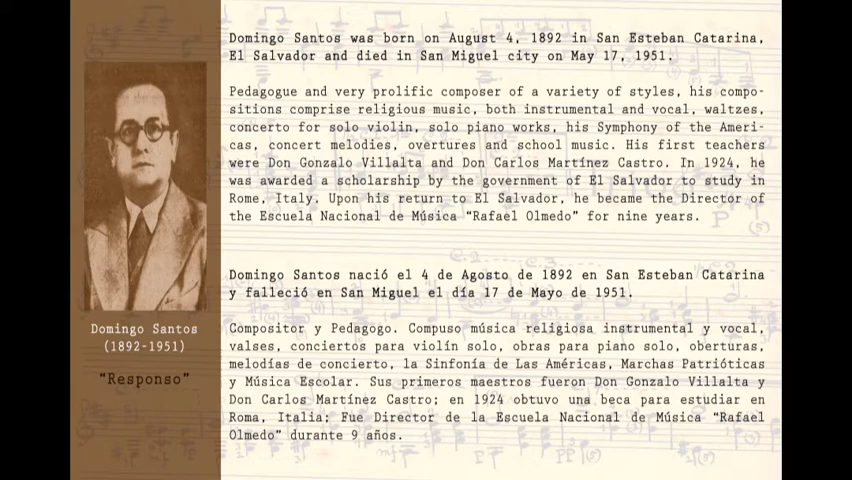 Domingo Santos was born on August 4, 1892 in San Esteban Catarina,
El Salvador and died in San Miguel city on May 17, 1951.
Pedagogue and very prolific composer of a variety of styles, his compo-
sitions comprise religious music, both instrumental and vocal, waltzes,
concerto for solo violin, solo piano works, his Symphony of the Ameri-
cas, concert melodies, overtures and school music. His first teachers
were Don Gonzalo Villalta and Don Carlos Martínez Castro. In 1924, he
was awarded a scholarship by the government of El Salvador to study in
Rome, Italy. Upon his return to El Salvador, he became the Director of
the Escuela Nacional de Música “Rafael Olmedo” for nine years.
Domingo Santos nació el 4 de Agosto de 1892 en San Esteban Catarina
y falleció en San Miguel el día 17 de Mayo de 1951.
Compositor y Pedagogo. Compuso música religiosa instrumental y vocal,
valses, conciertos para violín solo, obras para piano solo, oberturas,
melodías de concierto, la Sinfonía de Las Américas, Marchas Patrióticas
y Música Escolar. Sus primeros maestros fueron Don Gonzalo Villalta y
Don Carlos Martínez Castro; en 1924 obtuvo una beca para estudiar en
Roma, Italia; Fue Director de la Escuela Nacional de Música “Rafael
Olmedo” durante 9 años.
Domingo Santos
(1892-1951)
“Responso”